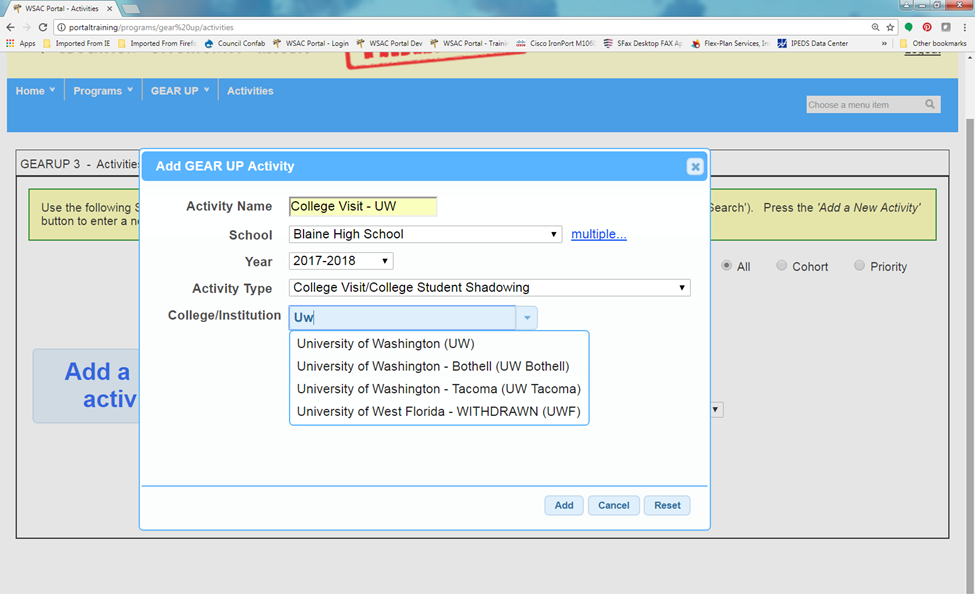 WSAC Portal - Activities
portaltraining/programs/gear%20up/activities
Apps Imported From IE Imported From Firefo Council Confab WSAC Portal - Login WSAC Portal Dev WSAC Portal - Traini Cisco IronPort M106 SFax Desktop FAX Ap Flex-Plan Services, In IPEDS Data Center » Other bookmarks
Logout
Home Programs GEAR UP Activities
Choose a menu item
GEARUP 3 - Activities
Add GEAR UP Activity
Use the following S
button to enter a ne
Search'). Press the 'Add a New Activity'
Activity Name College Visit - UW
School Blaine High School multiple...
Year 2017-2018
All Cohort Priority
Activity Type College Visit/College Student Shadowing
College/Institution Uw
University of Washington (UW)
University of Washington - Bothell (UW Bothell)
University of Washington - Tacoma (UW Tacoma)
University of West Florida - WITHDRAWN (UWF)
Add a
activ
Add Cancel Reset